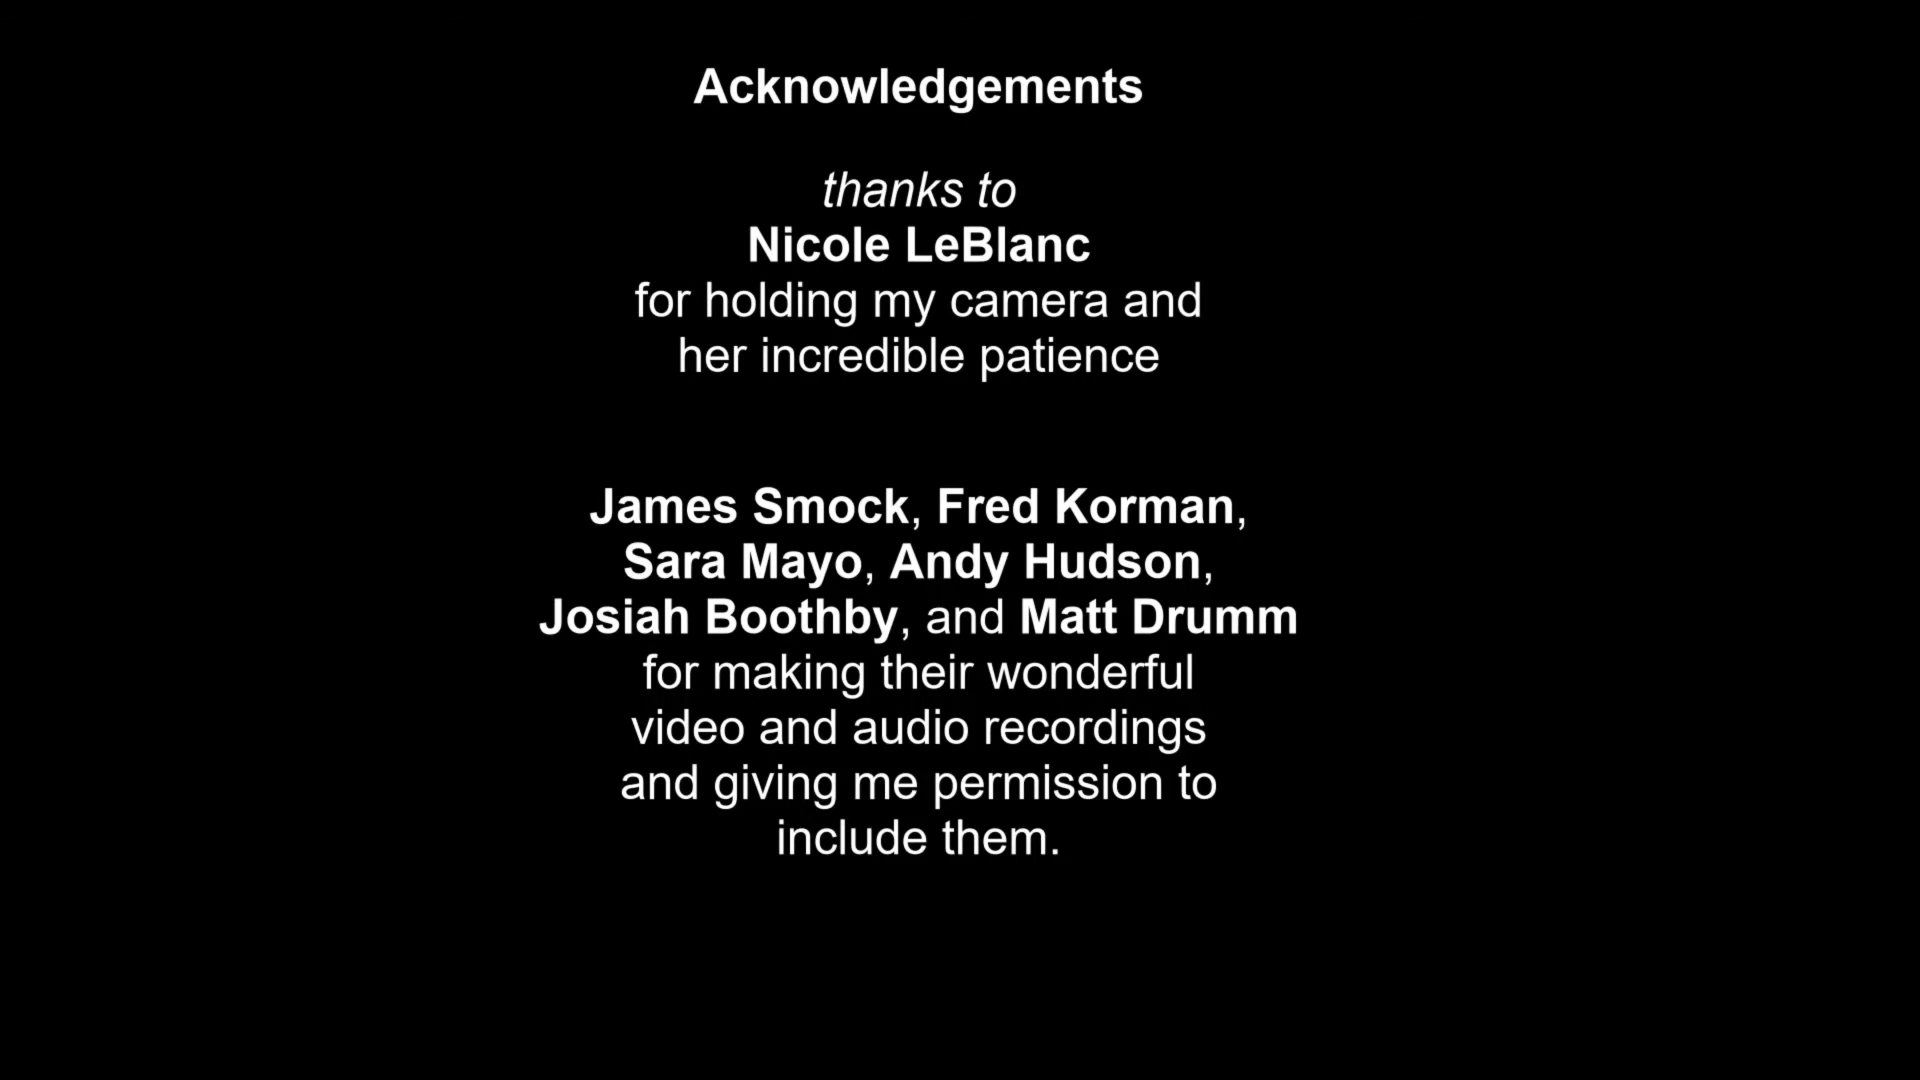 Acknowledgements
thanks to
Nicole LeBlanc
for holding my camera and
her incredible patience
James Smock, Fred Korman,
Sara Mayo, Andy Hudson,
Josiah Boothby, and Matt Drumm
for making their wonderful
video and audio recordings
and giving me permission to
include them.